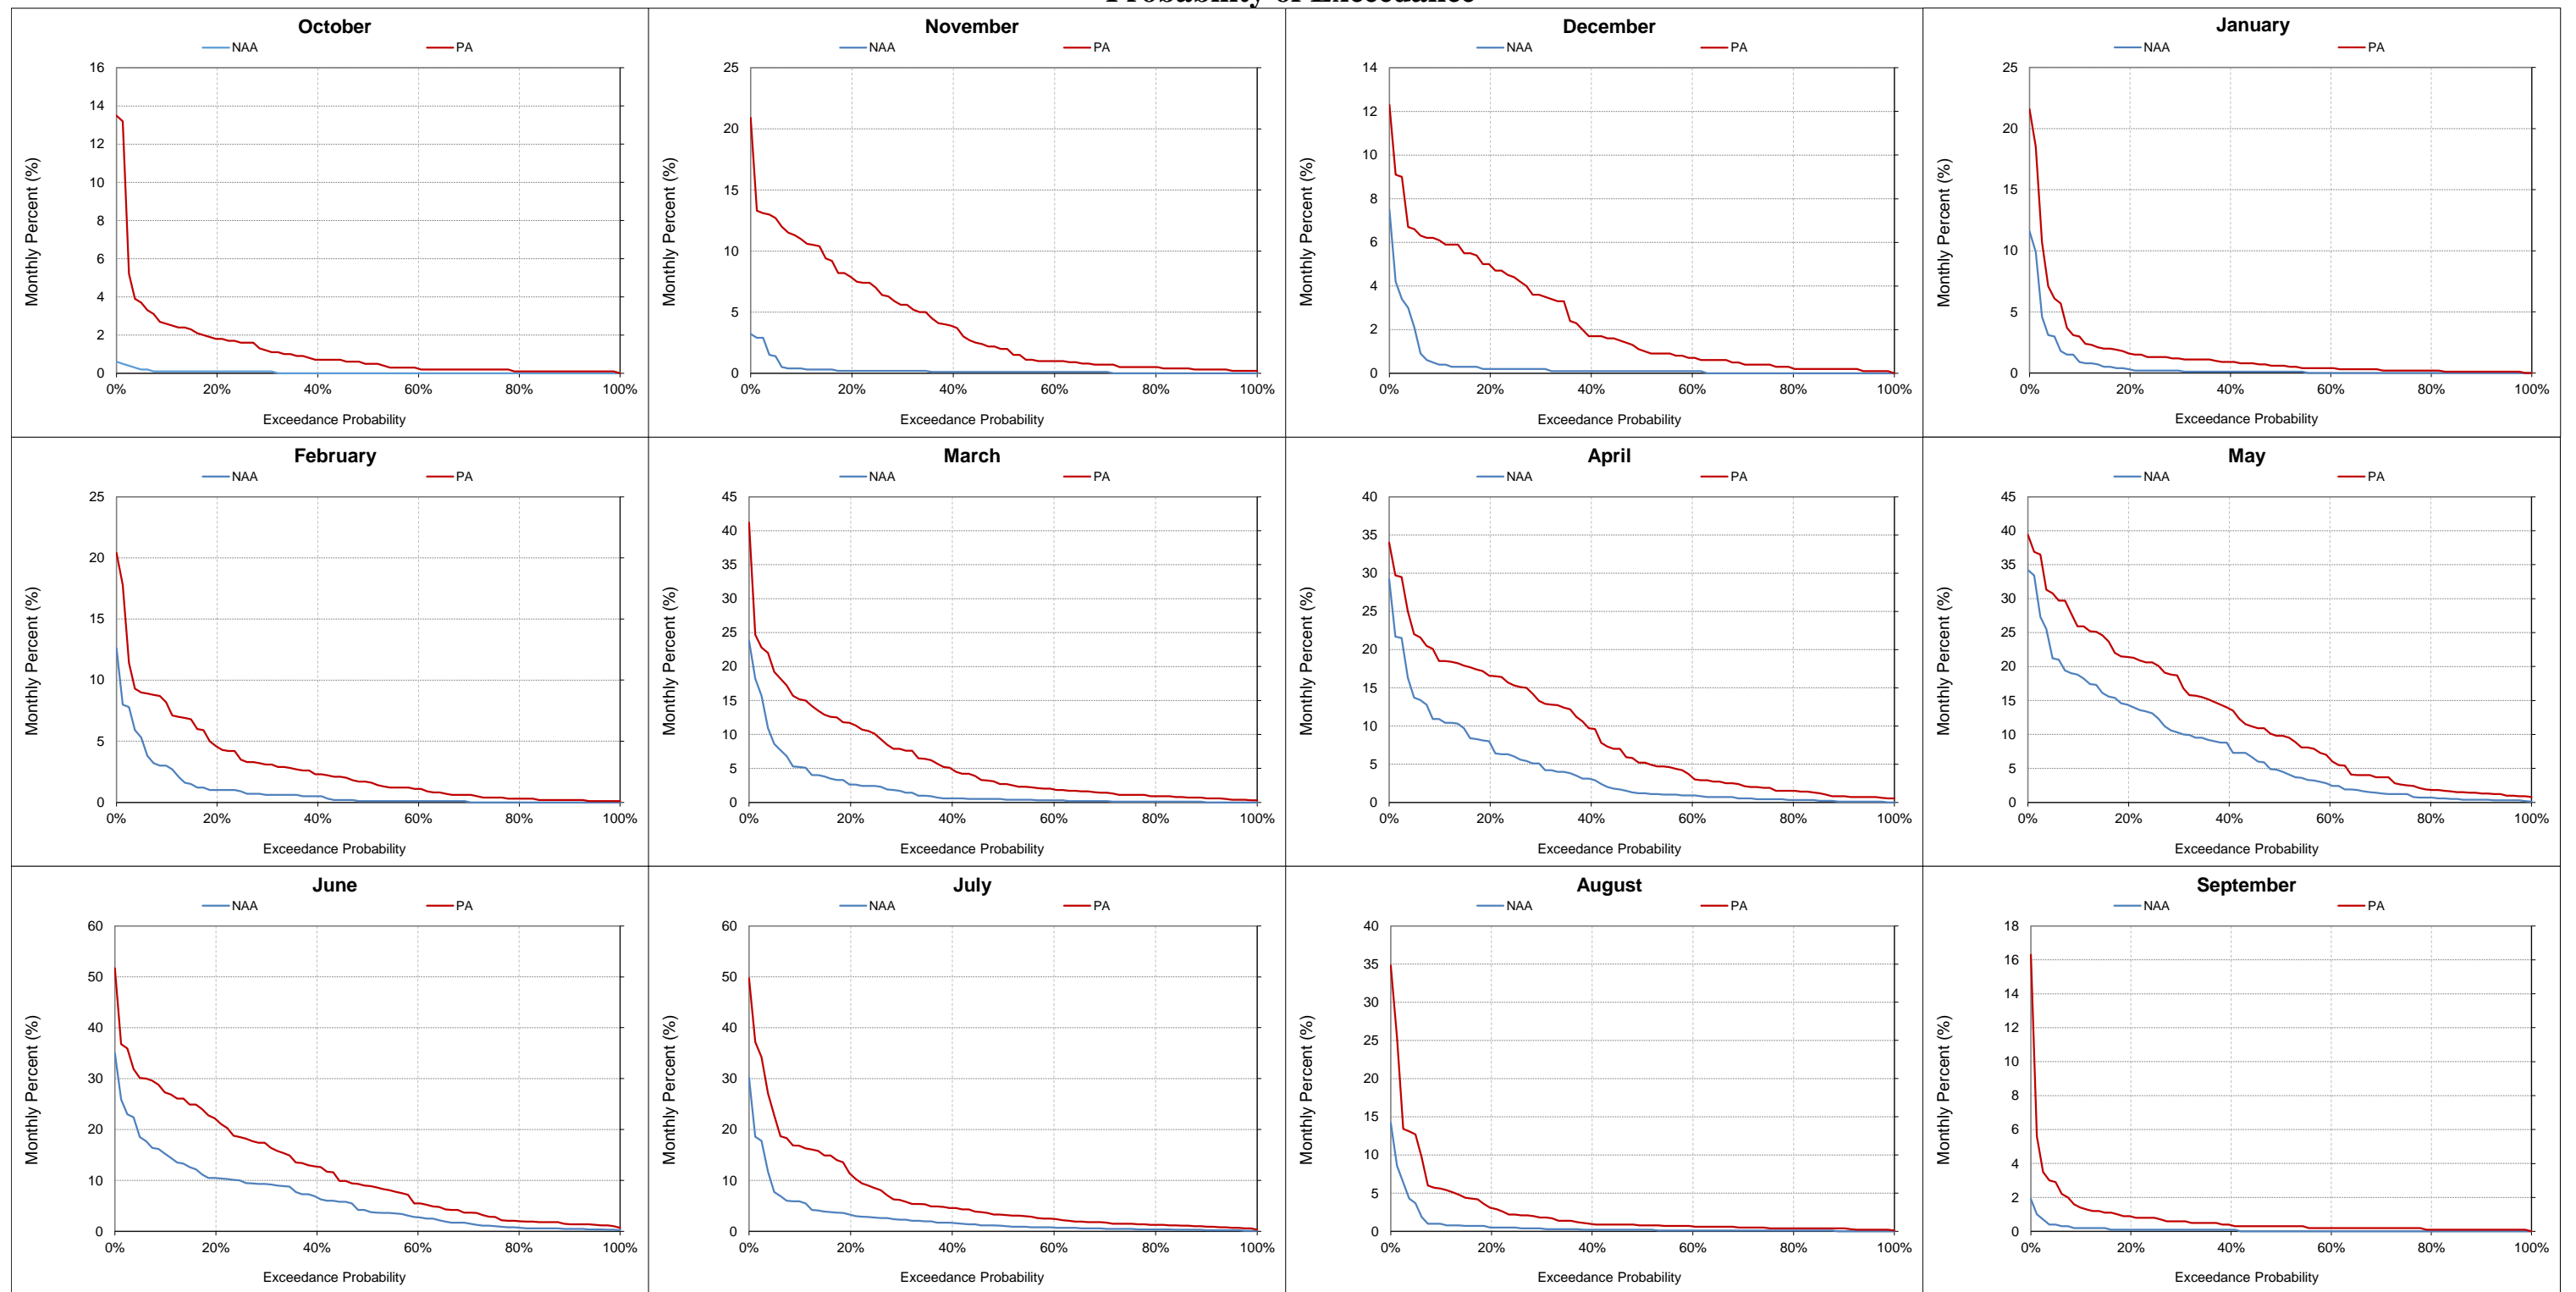 Probability of Exceedance
October
NAA PA
16
14
12
10
8
6
4
2
0
0% 20% 40% 60% 80% 100%
Monthly Percent (%)
Exceedance Probability
November
NAA PA
25
20
15
10
5
0
0% 20% 40% 60% 80% 100%
Monthly Percent (%)
Exceedance Probability
December
NAA PA
14
12
10
8
6
4
2
0
0% 20% 40% 60% 80% 100%
Monthly Percent (%)
Exceedance Probability
January
NAA PA
25
20
15
10
5
0
0% 20% 40% 60% 80% 100%
Monthly Percent (%)
Exceedance Probability
February
NAA PA
25
20
15
10
5
0
0% 20% 40% 60% 80% 100%
Monthly Percent (%)
Exceedance Probability
March
NAA PA
45
40
35
30
25
20
15
10
5
0
0% 20% 40% 60% 80% 100%
Monthly Percent (%)
Exceedance Probability
April
NAA PA
40
35
30
25
20
15
10
5
0
0% 20% 40% 60% 80% 100%
Monthly Percent (%)
Exceedance Probability
May
NAA PA
45
40
35
30
25
20
15
10
5
0
0% 20% 40% 60% 80% 100%
Monthly Percent (%)
Exceedance Probability
June
NAA PA
60
50
40
30
20
10
0
0% 20% 40% 60% 80% 100%
Monthly Percent (%)
Exceedance Probability
July
NAA PA
60
50
40
30
20
10
0
0% 20% 40% 60% 80% 100%
Monthly Percent (%)
Exceedance Probability
August
NAA PA
40
35
30
25
20
15
10
5
0
0% 20% 40% 60% 80% 100%
Monthly Percent (%)
Exceedance Probability
September
NAA PA
18
16
14
12
10
8
6
4
2
0
0% 20% 40% 60% 80% 100%
Monthly Percent (%)
Exceedance Probability